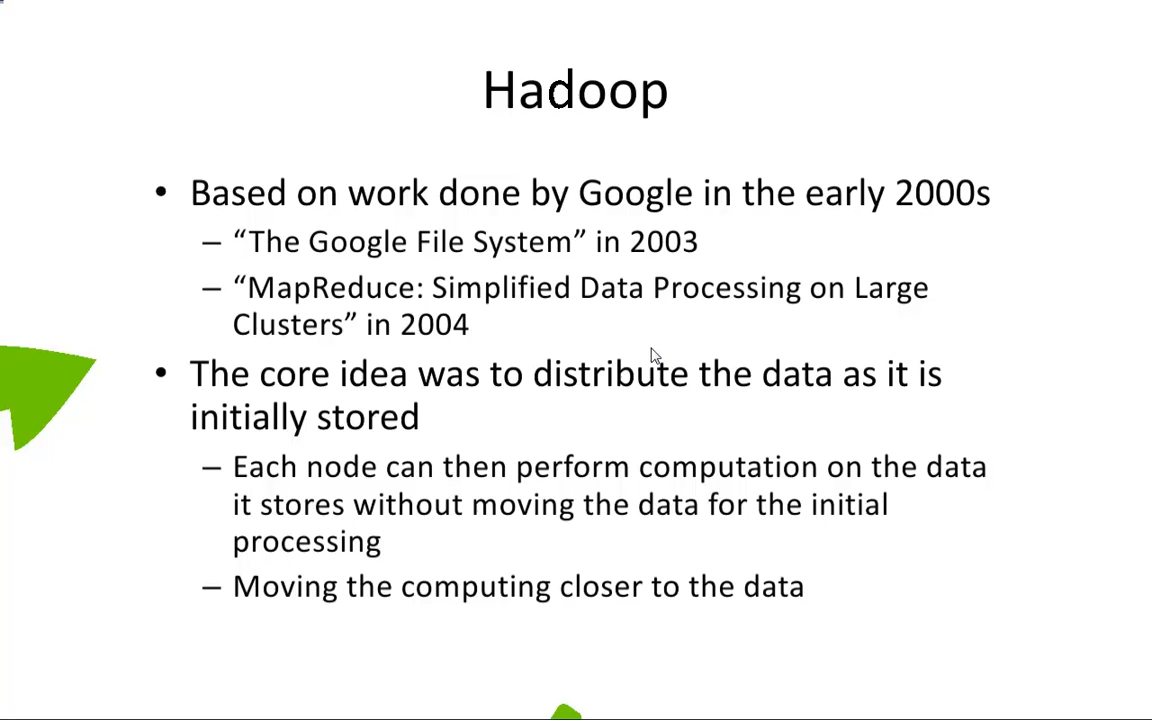 Hadoop
• Based on work done by Google in the early 2000s
– “The Google File System” in 2003
– “MapReduce: Simplified Data Processing on Large
Clusters” in 2004
• The core idea was to distribute the data as it is
initially stored
– Each node can then perform computation on the data
it stores without moving the data for the initial
processing
– Moving the computing closer to the data